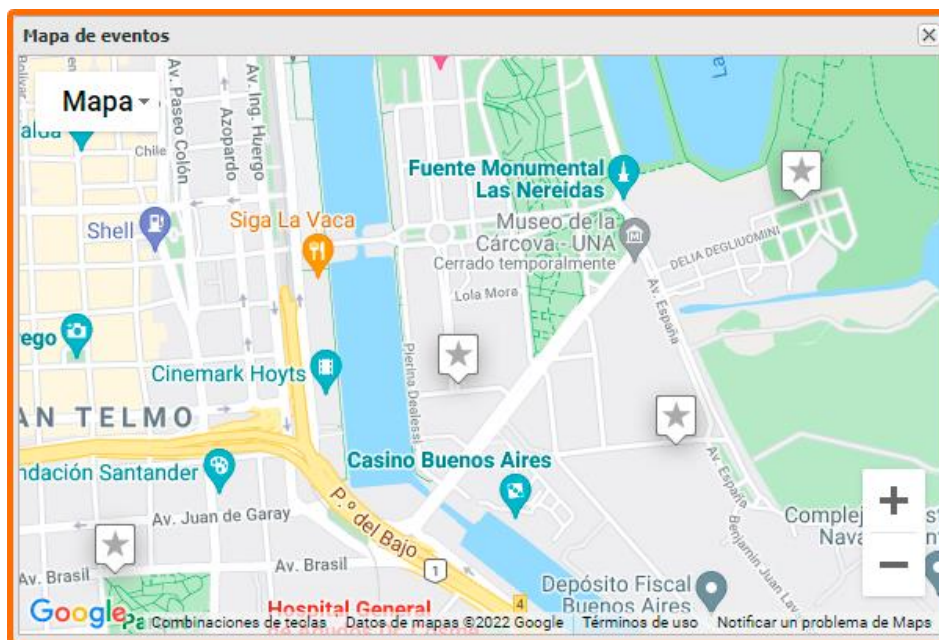 Mapa de eventos
Mapa
Av. Paseo Colón
Azopardo
Av. Ing. Huergo
Chile
Shell
Siga La Vaca
Fuente Monumental
Las Nereidas
Museo de la
Cárcova - UNA
Cerrado temporalmente
DELIA DEGLIUOMINI
Lola Mora
Av. España
Pierina Dealessi
Cinemark Hoyts
AN TELMO
ndación Santander
Casino Buenos Aires
Av. España
Av. Juan de Garay
P.º del Bajo
Benjamin Juan Lav
Av. Brasil
Av. Brasil
1
Depósito Fiscal
Buenos Aires
4
Hospital General
Google
Combinaciones de teclas
Datos de mapas ©2022 Google
Términos de uso
Notificar un problema de Maps